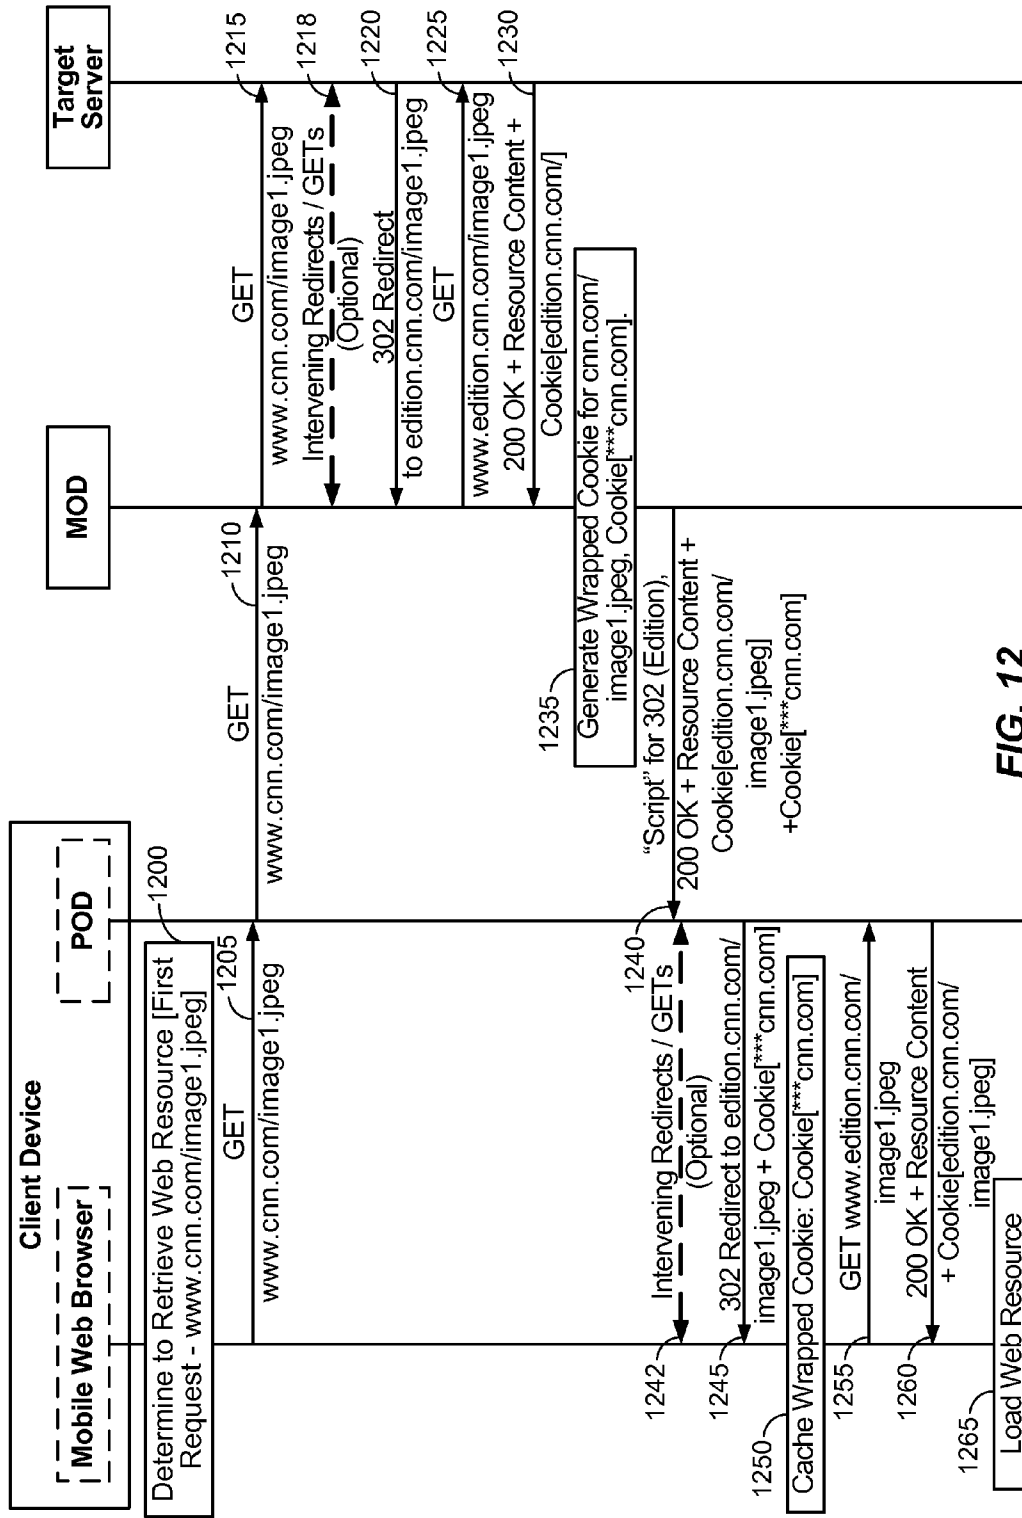 Client Device
Mobile Web Browser
POD
MOD
Target
Server
1200
Determine to Retrieve Web Resource [First
Request - www.cnn.com/image1.jpeg]
GET
1205
www.cnn.com/image1.jpeg
GET
1210
www.cnn.com/image1.jpeg
GET
1215
www.cnn.com/image1.jpeg
Intervening Redirects / GETs
1218
(Optional)
302 Redirect
1220
to edition.cnn.com/image1.jpeg
GET
1225
www.edition.cnn.com/image1.jpeg
200 OK + Resource Content +
1230
Cookie[edition.cnn.com/]
1235
Generate Wrapped Cookie for cnn.com/
image1.jpeg, Cookie[***cnn.com].
"Script" for 302 (Edition),
1240
200 OK + Resource Content +
Cookie[edition.cnn.com/
image1.jpeg]
+Cookie[***cnn.com]
1242
Intervening Redirects / GETs
(Optional)
1245
302 Redirect to edition.cnn.com/
image1.jpeg + Cookie[***cnn.com]
1250
Cache Wrapped Cookie: Cookie[***cnn.com]
1255
GET www.edition.cnn.com/
image1.jpeg
1260
200 OK + Resource Content
+ Cookie[edition.cnn.com/
image1.jpeg]
1265
Load Web Resource
FIG. 12